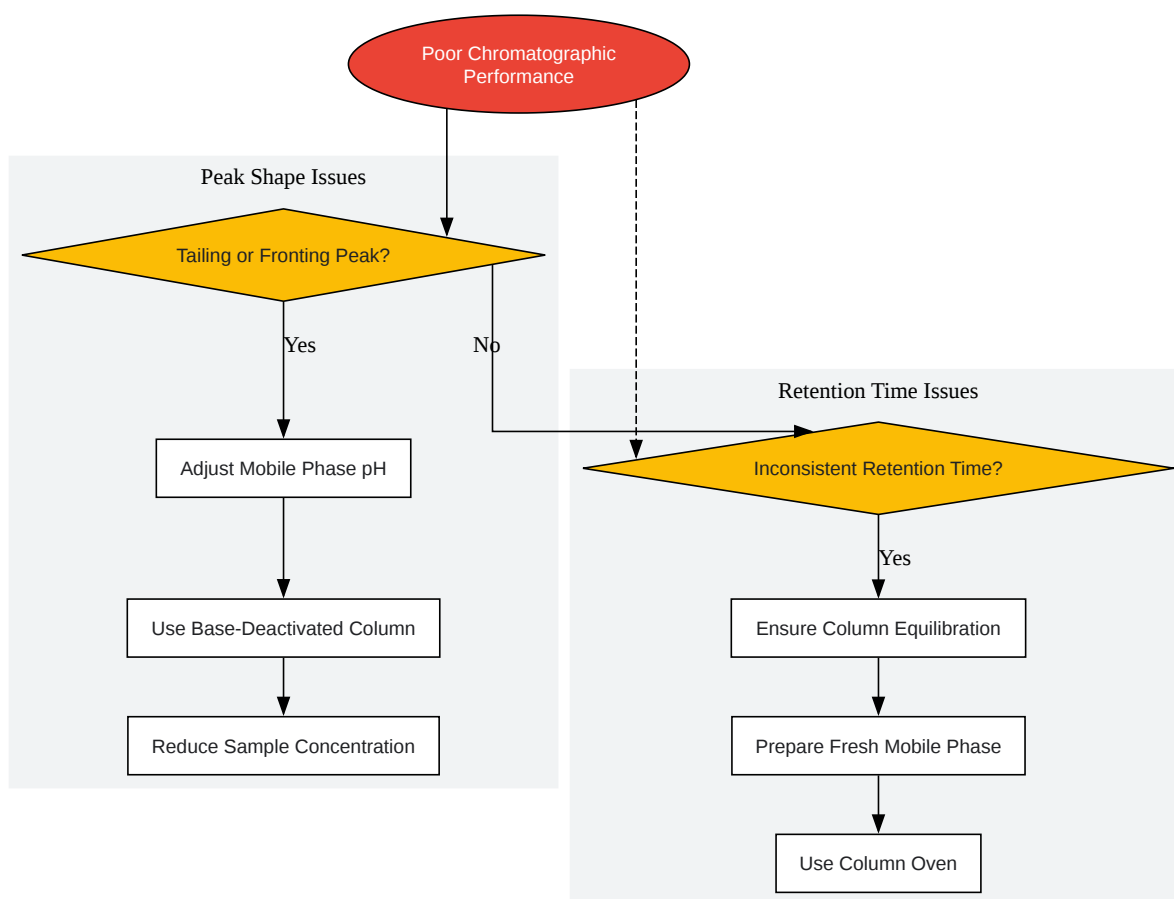 Poor Chromatographic
Performance
Peak Shape Issues
Tailing or Fronting Peak?
Yes
No
Adjust Mobile Phase pH
Use Base-Deactivated Column
Reduce Sample Concentration
Retention Time Issues
Inconsistent Retention Time?
Yes
Ensure Column Equilibration
Prepare Fresh Mobile Phase
Use Column Oven